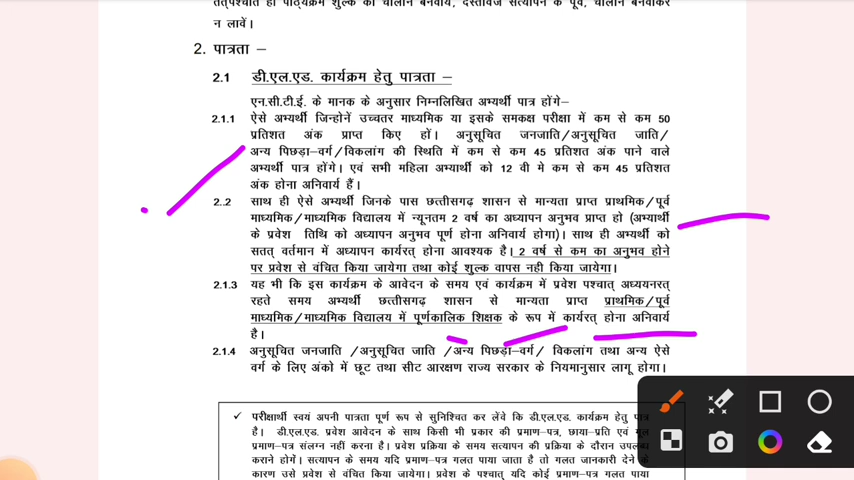 तत्पश्चात ही पाठ्यक्रम शुल्क का चालान बनवाये, दस्तावेज सत्यापन के पूर्व, चालान बनवाकर
न लावें।
2. पात्रता –
2.1 डी.एल.एड. कार्यक्रम हेतु पात्रता –
एन.सी.टी.ई. के मानक के अनुसार निम्नलिखित अभ्यर्थी पात्र होंगे–
2.1.1 ऐसे अभ्यर्थी जिन्होनें उच्चतर माध्यमिक या इसके समकक्ष परीक्षा में कम से कम 50
प्रतिशत अंक प्राप्त किए हों। अनुसूचित जनजाति/अनुसूचित जाति/
अन्य पिछड़ा-वर्ग/विकलांग की स्थिति में कम से कम 45 प्रतिशत अंक पाने वाले
अभ्यर्थी पात्र होंगे। एवं सभी महिला अभ्यार्थी को 12 वी मे कम से कम 45 प्रतिशत
अंक होना अनिवार्य हैं।
2..2 साथ ही ऐसे अभ्यर्थी जिनके पास छत्तीसगढ़ शासन से मान्यता प्राप्त प्राथमिक/पूर्व
माध्यमिक/माध्यमिक विद्यालय में न्यूनतम 2 वर्ष का अध्यापन अनुभव प्राप्त हो (अभ्यार्थी
के प्रवेश तिथि को अध्यापन अनुभव पूर्ण होना अनिवार्य होगा)। साथ ही अभ्यर्थी को
सतत् वर्तमान में अध्यापन कार्यरत् होना आवश्यक है। 2 वर्ष से कम का अनुभव होने
पर प्रवेश से वंचित किया जायेगा तथा कोई शुल्क वापस नही किया जायेगा।
2.1.3 यह भी कि इस कार्यक्रम के आवेदन के समय एवं कार्यक्रम में प्रवेश पश्चात् अध्ययनरत्
रहते समय अभ्यर्थी छत्तीसगढ़ शासन से मान्यता प्राप्त प्राथमिक/पूर्व
माध्यमिक/माध्यमिक विद्यालय में पूर्णकालिक शिक्षक के रूप में कार्यरत् होना अनिवार्य
है।
2.1.4 अनुसूचित जनजाति /अनुसूचित जाति /अन्य पिछड़ा-वर्ग/ विकलांग तथा अन्य ऐसे
वर्ग के लिए अंको में छूट तथा सीट आरक्षण राज्य सरकार के नियमानुसार लागू होगा।
✓ परीक्षार्थी स्वयं अपनी पात्रता पूर्ण रूप से सुनिश्चित कर लेंवे कि डी.एल.एड. कार्यक्रम हेतु पात्र
है। डी.एल.एड. प्रवेश आवेदन के साथ किसी भी प्रकार की प्रमाण-पत्र, छाया-प्रति एवं मूल
प्रमाण-पत्र संलग्न नहीं करना है। प्रवेश प्रक्रिया के समय सत्यापन की प्रक्रिया के दौरान उपलब्ध
कराने होगें। सत्यापन के समय यदि प्रमाण-पत्र गलत पाया जाता है तो गलत जानकारी देने के
कारण उसे प्रवेश से वंचित किया जायेगा। प्रवेश के पश्चात् यदि कोई प्रमाण-पत्र गलत पाया